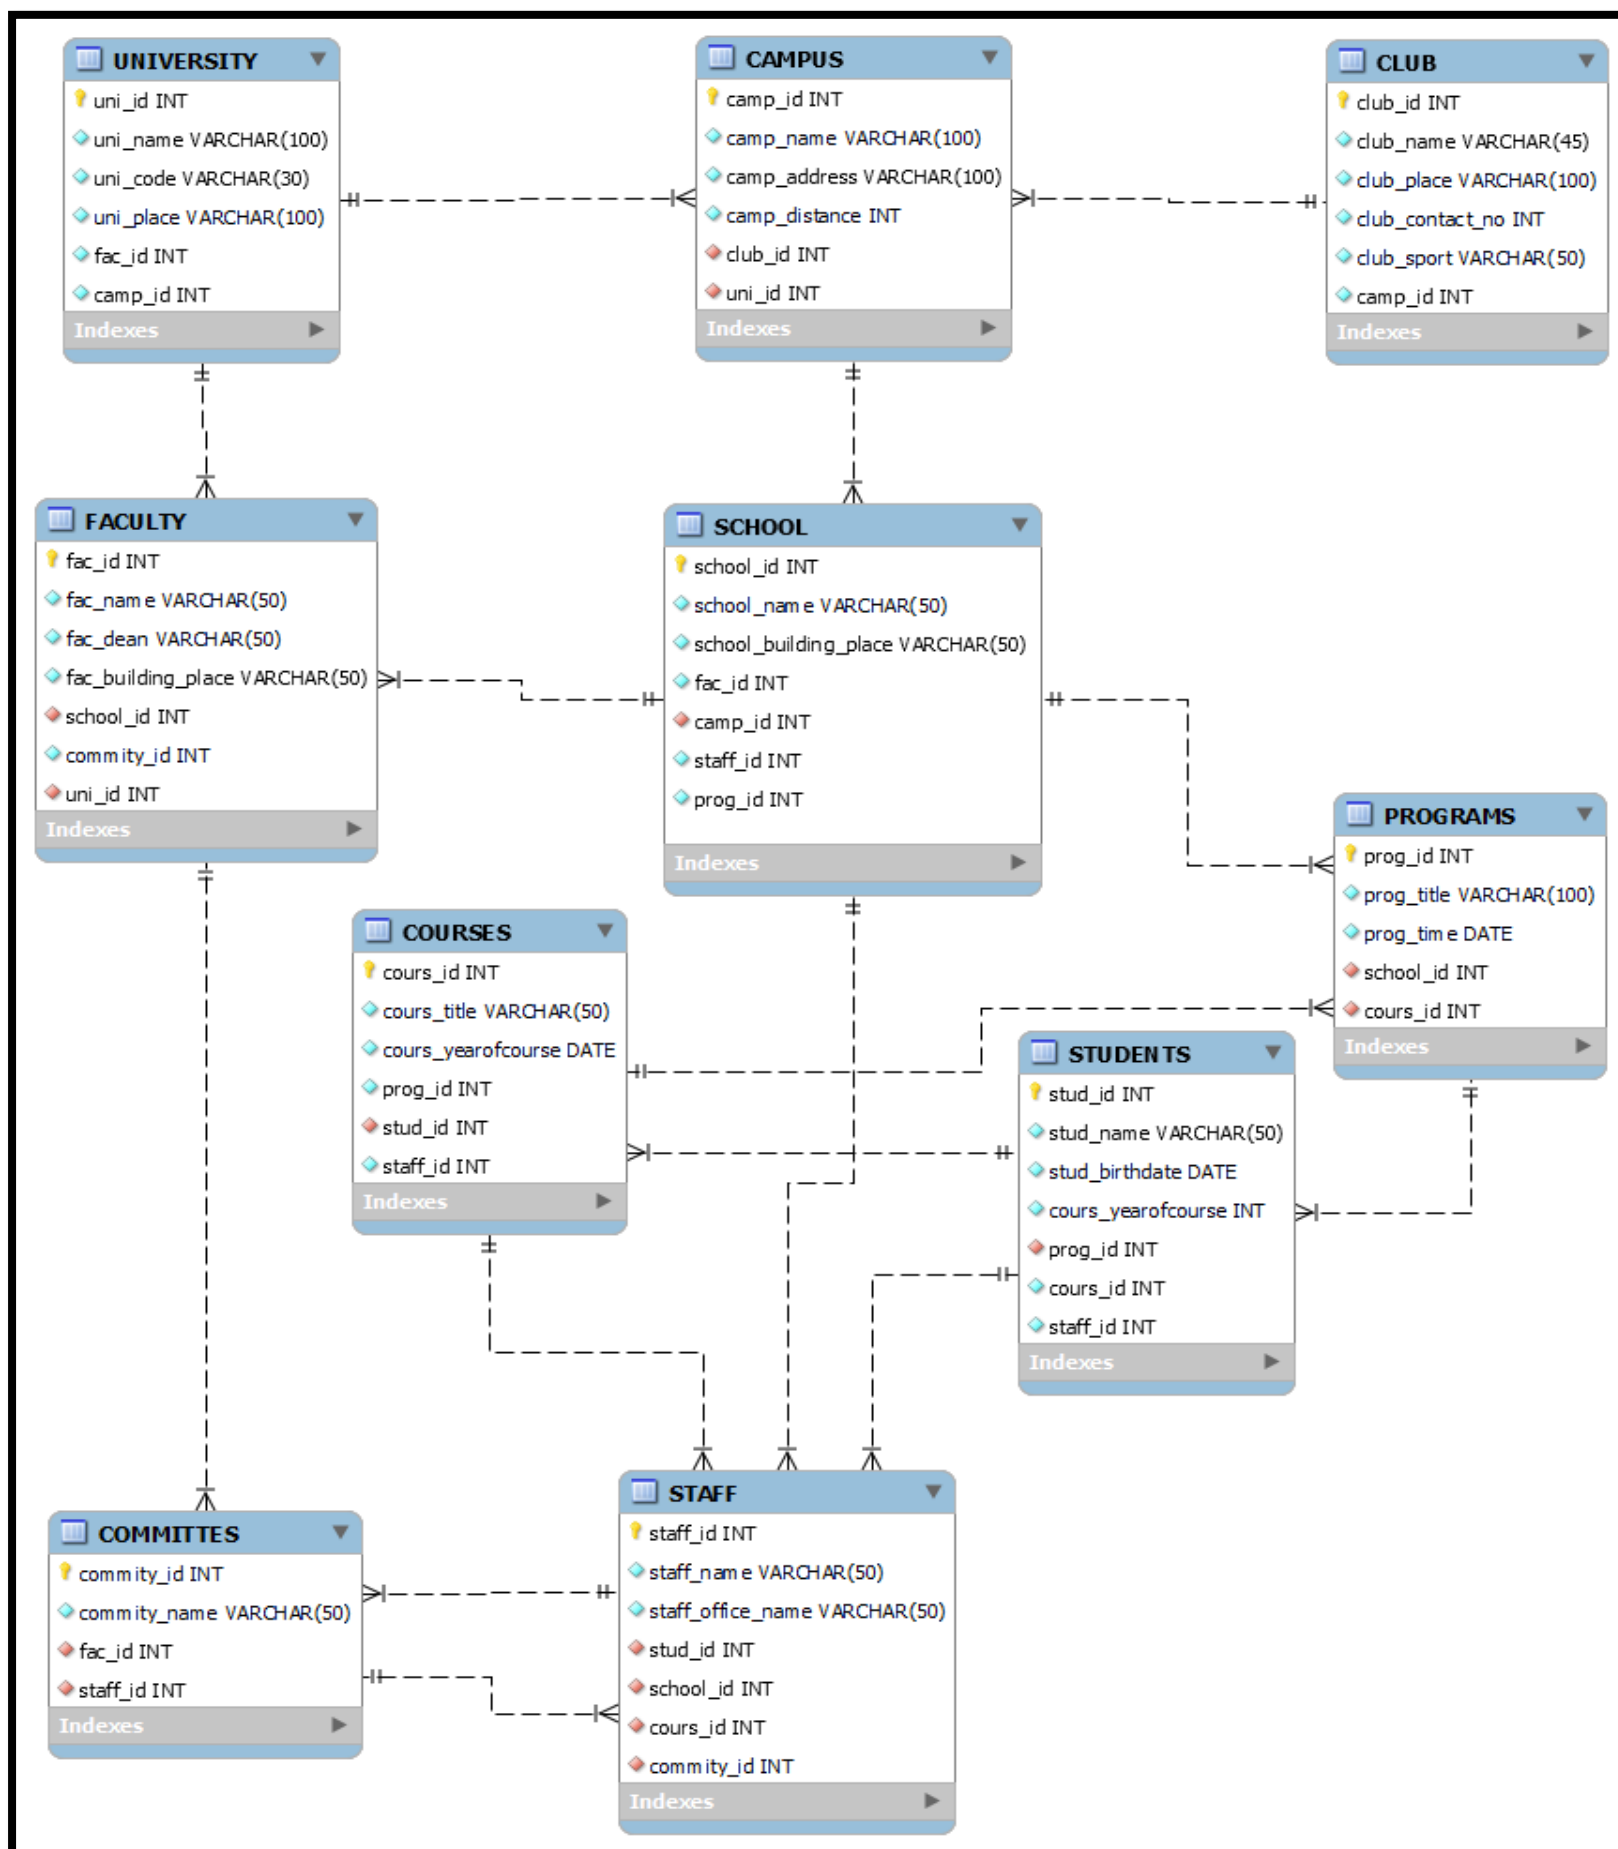 UNIVERSITY
uni_id INT
uni_name VARCHAR(100)
uni_code VARCHAR(30)
uni_place VARCHAR(100)
fac_id INT
camp_id INT
Indexes
CAMPUS
camp_id INT
camp_name VARCHAR(100)
camp_address VARCHAR(100)
camp_distance INT
club_id INT
uni_id INT
Indexes
CLUB
club_id INT
club_name VARCHAR(45)
club_place VARCHAR(100)
club_contact_no INT
club_sport VARCHAR(50)
camp_id INT
Indexes
FACULTY
fac_id INT
fac_name VARCHAR(50)
fac_dean VARCHAR(50)
fac_building_place VARCHAR(50)
school_id INT
commity_id INT
uni_id INT
Indexes
SCHOOL
school_id INT
school_name VARCHAR(50)
school_building_place VARCHAR(50)
fac_id INT
camp_id INT
staff_id INT
prog_id INT
Indexes
PROGRAMS
prog_id INT
prog_title VARCHAR(100)
prog_time DATE
school_id INT
cours_id INT
Indexes
COURSES
cours_id INT
cours_title VARCHAR(50)
cours_yearofcourse DATE
prog_id INT
stud_id INT
staff_id INT
Indexes
STUDENTS
stud_id INT
stud_name VARCHAR(50)
stud_birthdate DATE
cours_yearofcourse INT
prog_id INT
cours_id INT
staff_id INT
Indexes
COMMITTES
commity_id INT
commity_name VARCHAR(50)
fac_id INT
staff_id INT
Indexes
STAFF
staff_id INT
staff_name VARCHAR(50)
staff_office_name VARCHAR(50)
stud_id INT
school_id INT
cours_id INT
commity_id INT
Indexes